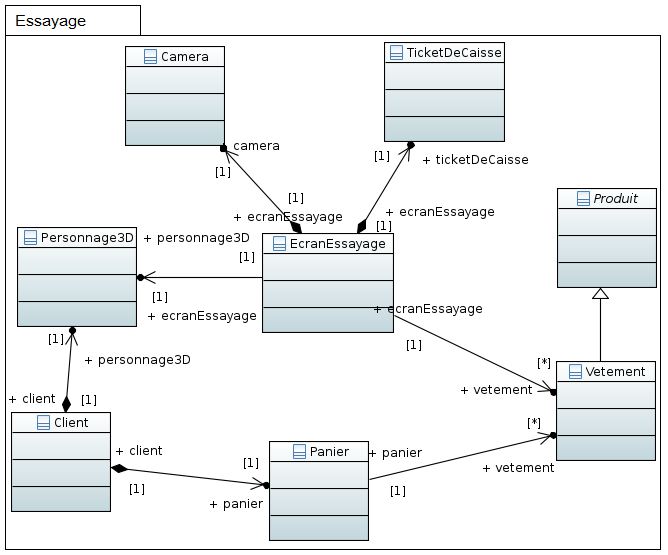 Essayage
Camera
TicketDeCaisse
camera
[1]
[1]
+ ticketDeCaisse
[1]
+ ecranEssayage
+ ecranEssayage
[1]
Produit
Personnage3D
+ personnage3D
EcranEssayage
[1]
[1]
+ ecranEssayage
+ ecranEssayage
[1]
[1]
+ personnage3D
[*]
Vetement
+ vetement
+ client
[1]
Client
[*]
+ client
Panier
+ panier
[1]
+ vetement
[1]
[1]
+ panier